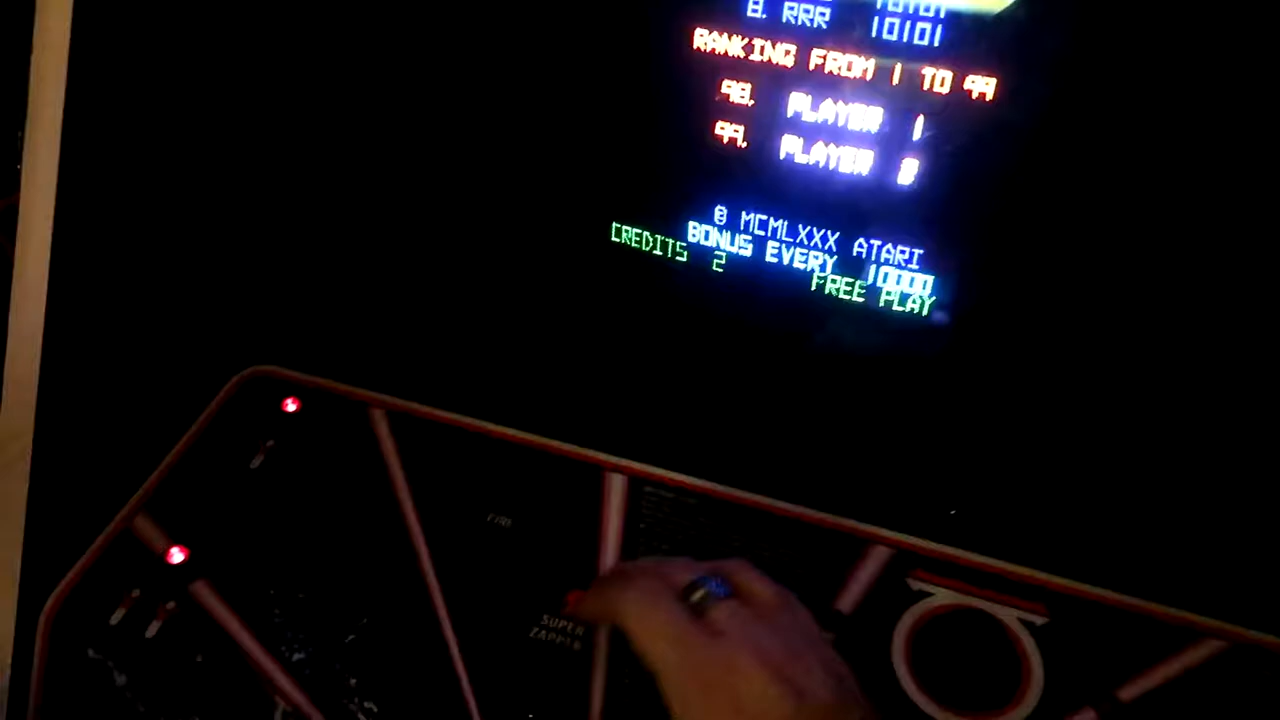 8. RRR 10101
RANKING FROM 1 TO 99
98. PLAYER 1
99. PLAYER 2
© MCMLXXX ATARI
BONUS EVERY 10000
CREDITS 2
FREE PLAY
FIRE
SUPER
ZAPPER